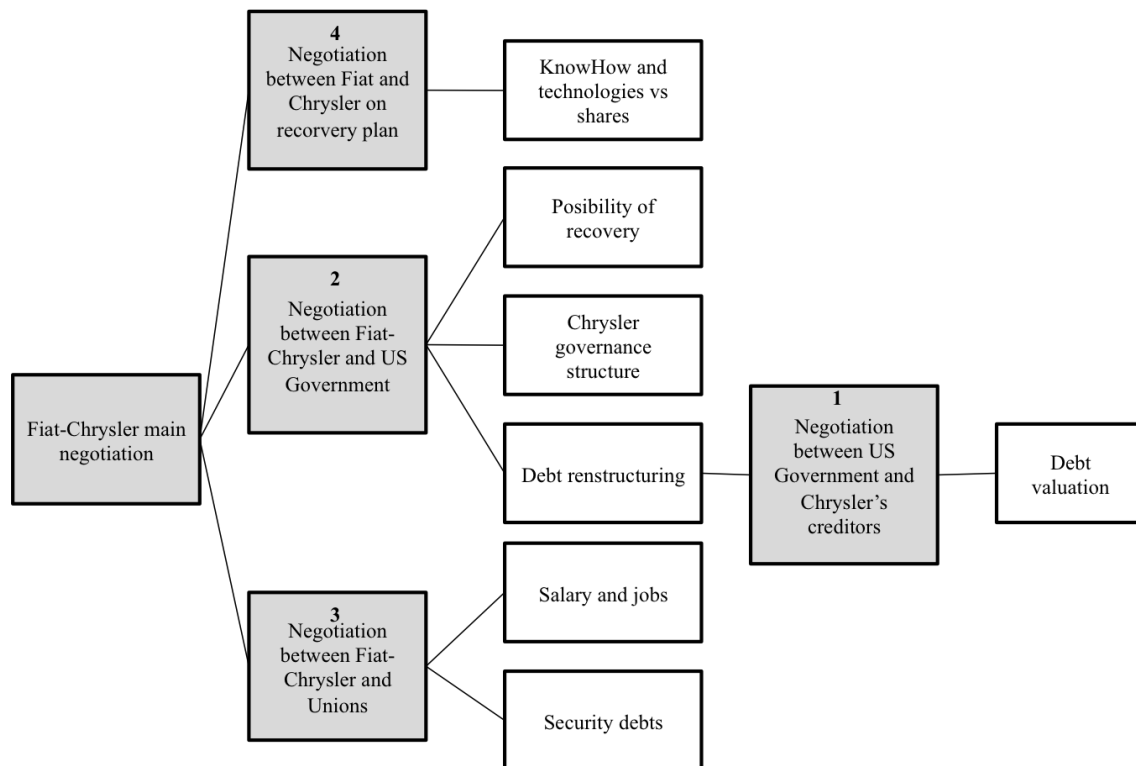 4
Negotiation
between Fiat and
Chrysler on
recorvery plan
KnowHow and
technologies vs
shares
Posibility of
recovery
2
Negotiation
between Fiat-
Chrysler and US
Government
Chrysler
governance
structure
Fiat-Chrysler main
negotiation
Debt renstructuring
1
Negotiation
between US
Government and
Chrysler’s
creditors
Debt
valuation
3
Negotiation
between Fiat-
Chrysler and
Unions
Salary and jobs
Security debts